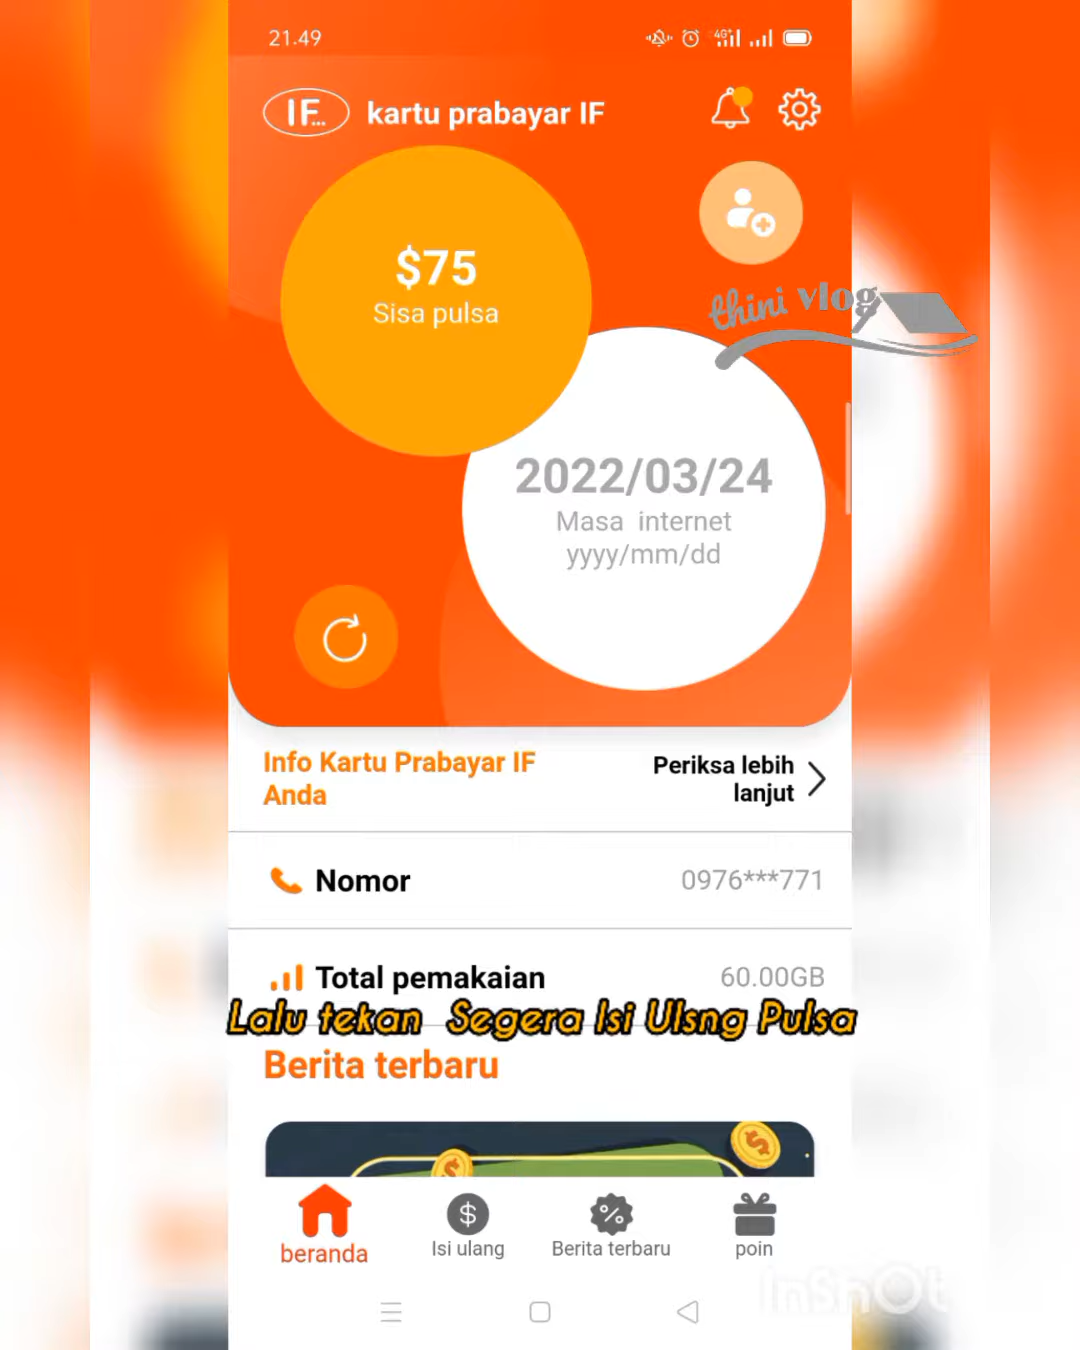 21.49
4G+
IF... kartu prabayar IF
$75
Sisa pulsa
thini vlog
2022/03/24
Masa internet
yyyy/mm/dd
Info Kartu Prabayar IF
Anda
Periksa lebih
lanjut
Nomor 0976***771
Total pemakaian 60.00GB
Lalu tekan Segera Isi Ulsng Pulsa
Berita terbaru
beranda Isi ulang Berita terbaru poin
InShOt